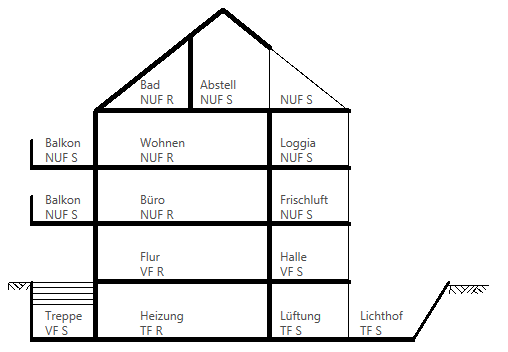 Bad
NUF R
Abstell
NUF S
NUF S
Balkon
NUF S
Wohnen
NUF R
Loggia
NUF S
Balkon
NUF S
Büro
NUF R
Frischluft
NUF S
Flur
VF R
Halle
VF S
Treppe
VF S
Heizung
TF R
Lüftung
TF S
Lichthof
TF S